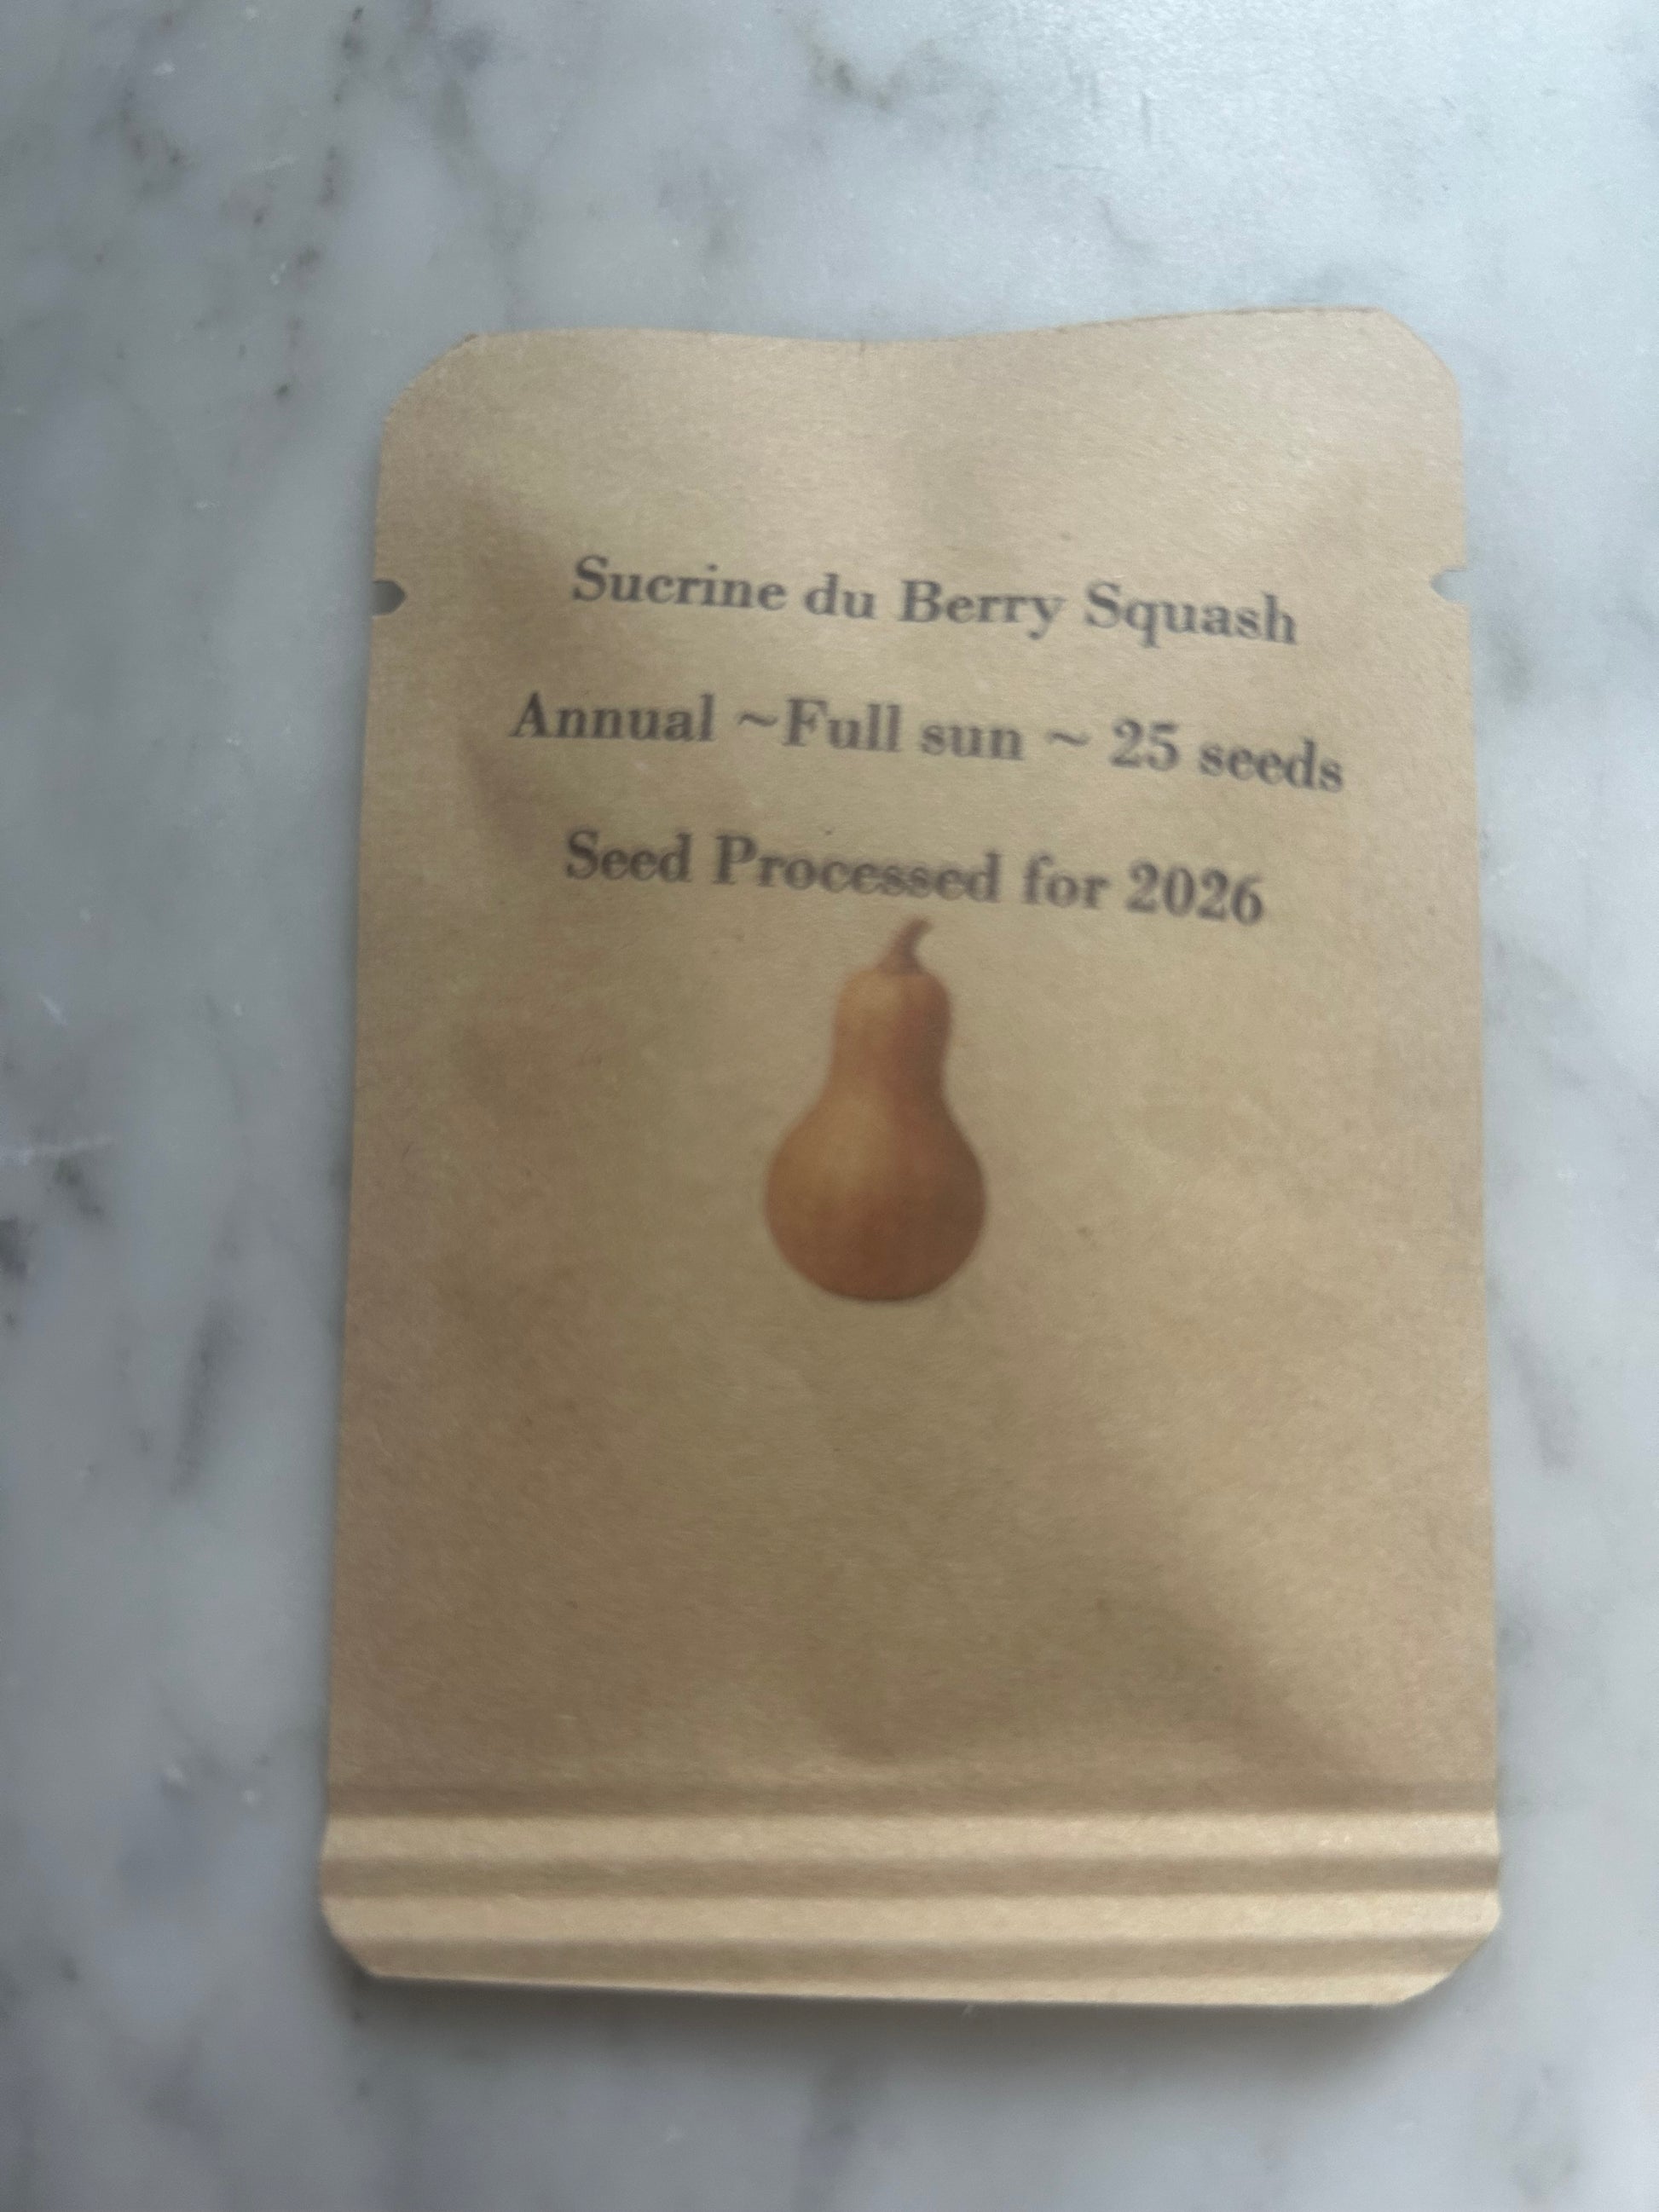 Sucrine du Berry Squash
Annual ~Full sun ~ 25 seeds
Seed Processed for 2026